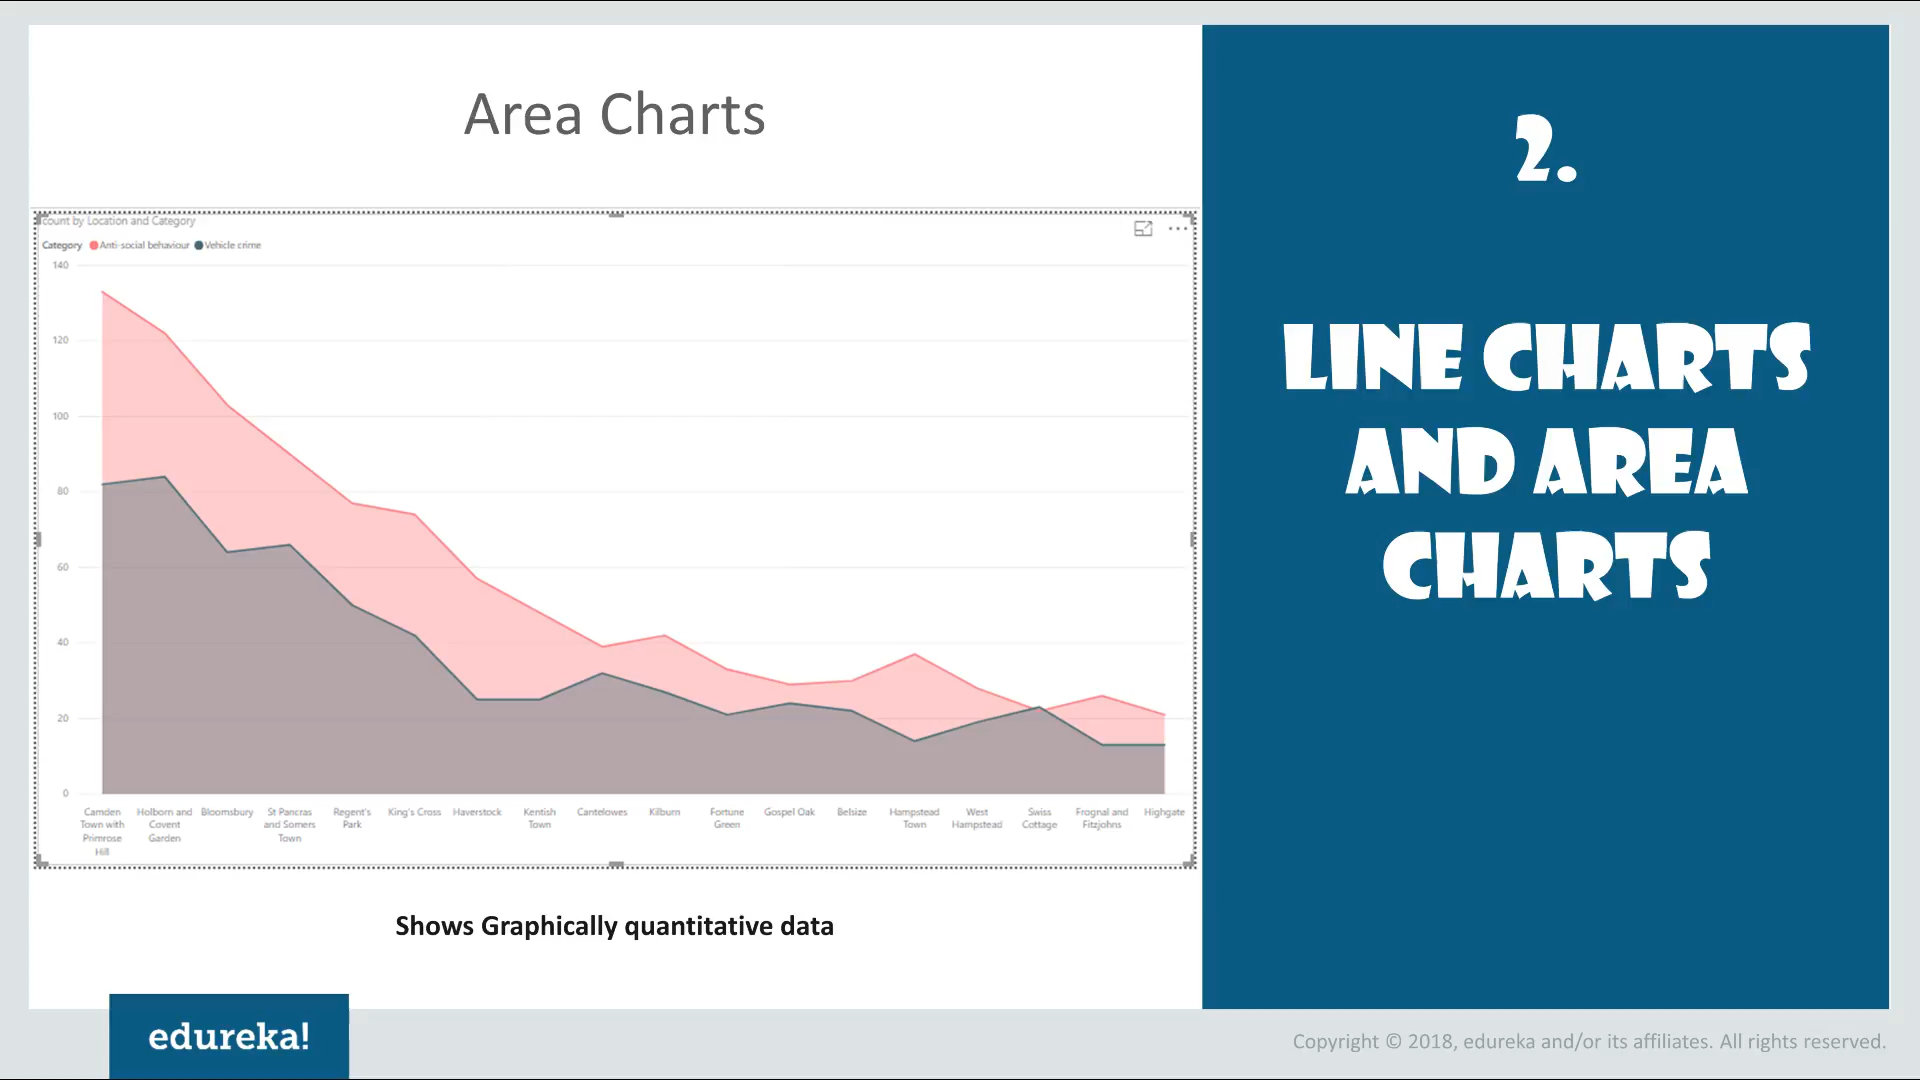 Area Charts
count by Location and Category
Category Anti-social behaviour Vehicle crime
140
120
100
80
60
40
20
0
Camden Town with Primrose Hill
Holborn and Covent Garden
Bloomsbury
St Pancras and Somers Town
Regent's Park
King's Cross
Haverstock
Kentish Town
Cantelowes
Kilburn
Fortune Green
Gospel Oak
Belsize
Hampstead Town
West Hampstead
Swiss Cottage
Frognal and Fitzjohns
Highgate
Shows Graphically quantitative data
2.
LINE CHARTS
AND AREA
CHARTS
edureka!
Copyright © 2018, edureka and/or its affiliates. All rights reserved.